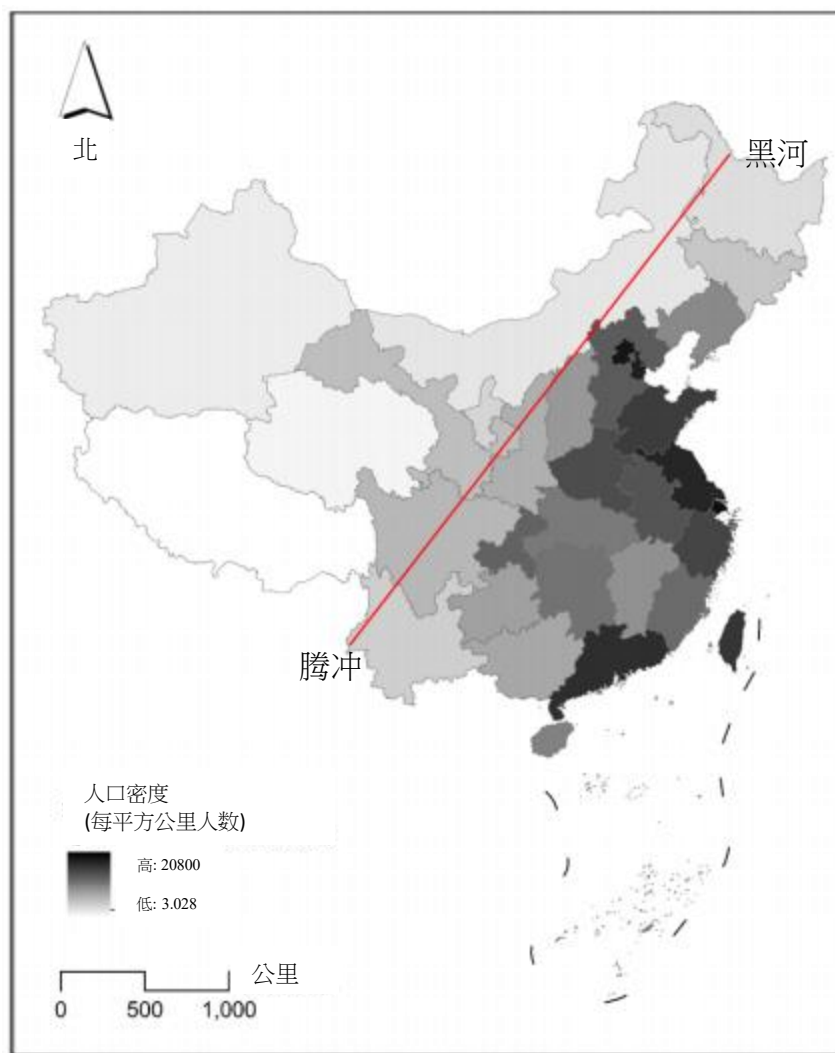 北
黑河
腾冲
人口密度
(每平方公里人数)
高: 20800
低: 3.028
公里
0 500 1,000